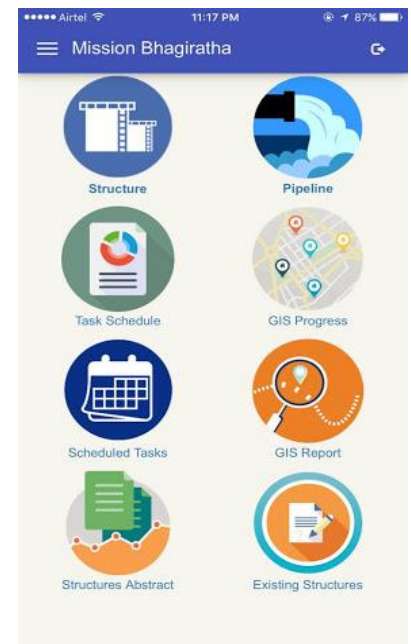 Airtel 11:17 PM 87%
Mission Bhagiratha
Structure Pipeline
Task Schedule GIS Progress
Scheduled Tasks GIS Report
Structures Abstract Existing Structures